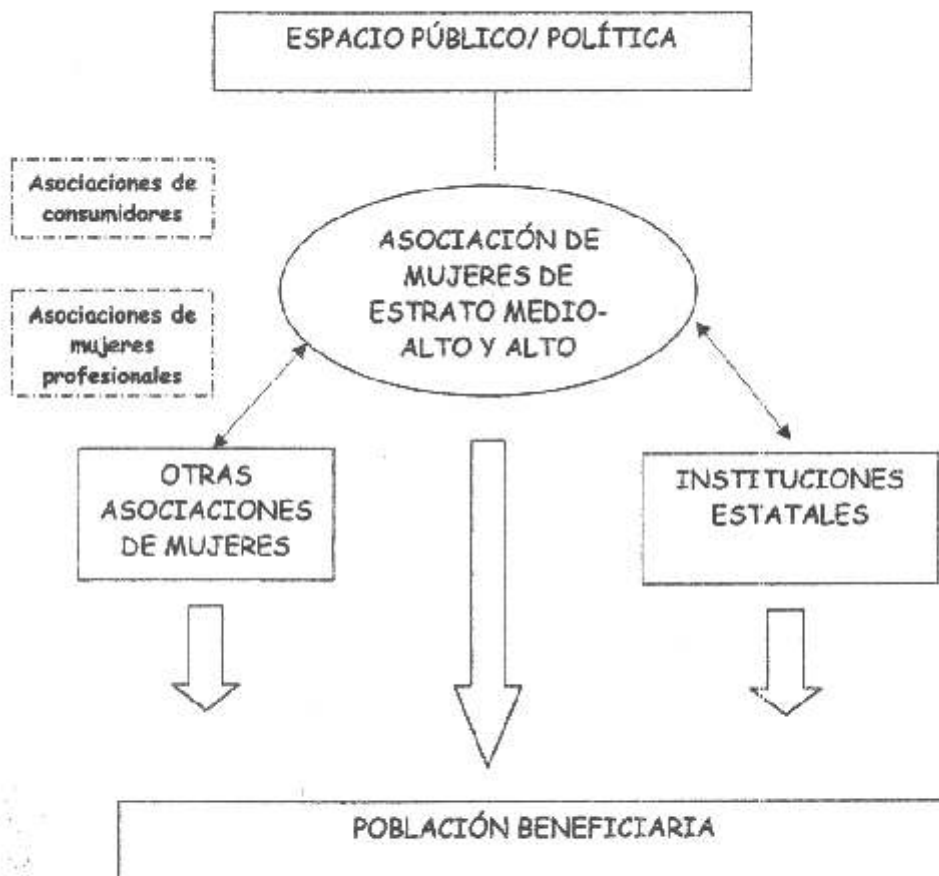 ESPACIO PÚBLICO/ POLÍTICA
Asociaciones de
consumidores
ASOCIACIÓN DE
MUJERES DE
ESTRATO MEDIO-
ALTO Y ALTO
Asociaciones de
mujeres
profesionales
OTRAS
ASOCIACIONES
DE MUJERES
INSTITUCIONES
ESTATALES
POBLACIÓN BENEFICIARIA